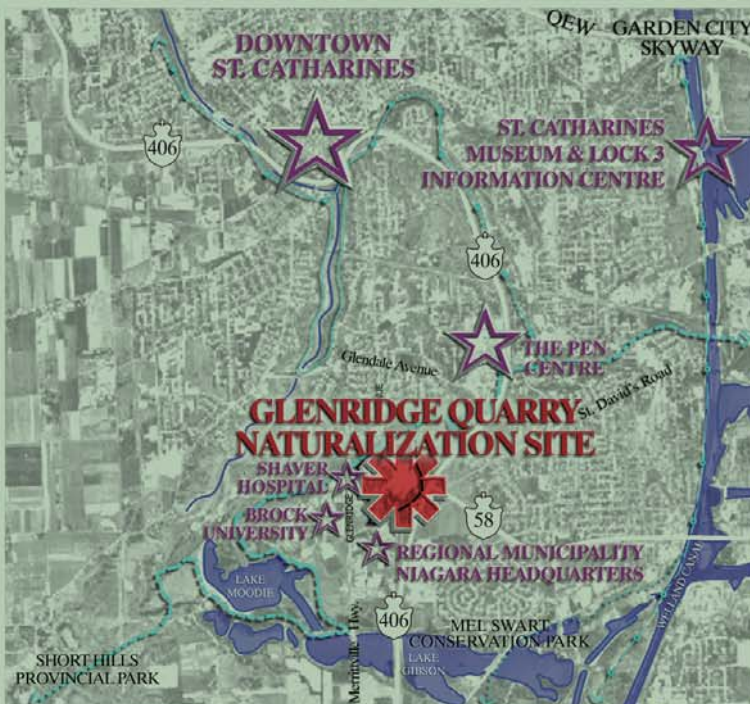 QEW
GARDEN CITY
SKYWAY
DOWNTOWN
ST. CATHARINES
406
ST. CATHARINES
MUSEUM & LOCK 3
INFORMATION CENTRE
406
Glendale Avenue
THE PEN
CENTRE
St. David's Road
GLENRIDGE QUARRY
NATURALIZATION SITE
SHAVER
HOSPITAL
BROCK
UNIVERSITY
GLENRIDGE
58
REGIONAL MUNICIPALITY
NIAGARA HEADQUARTERS
WELLAND CANAL
LAKE
MOODIE
406
Merrittville Hwy.
MEL SWART
CONSERVATION PARK
LAKE
GIBSON
SHORT HILLS
PROVINCIAL PARK